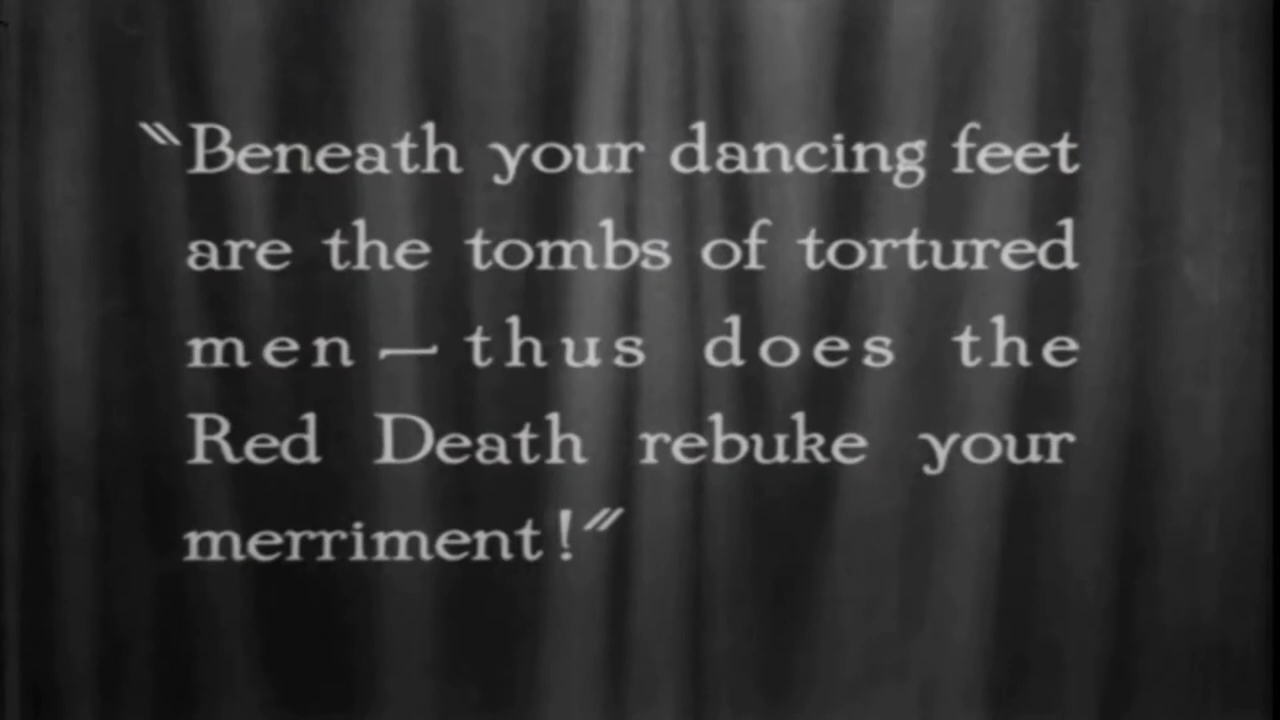 "Beneath your dancing feet
are the tombs of tortured
men — thus does the
Red Death rebuke your
merriment!"